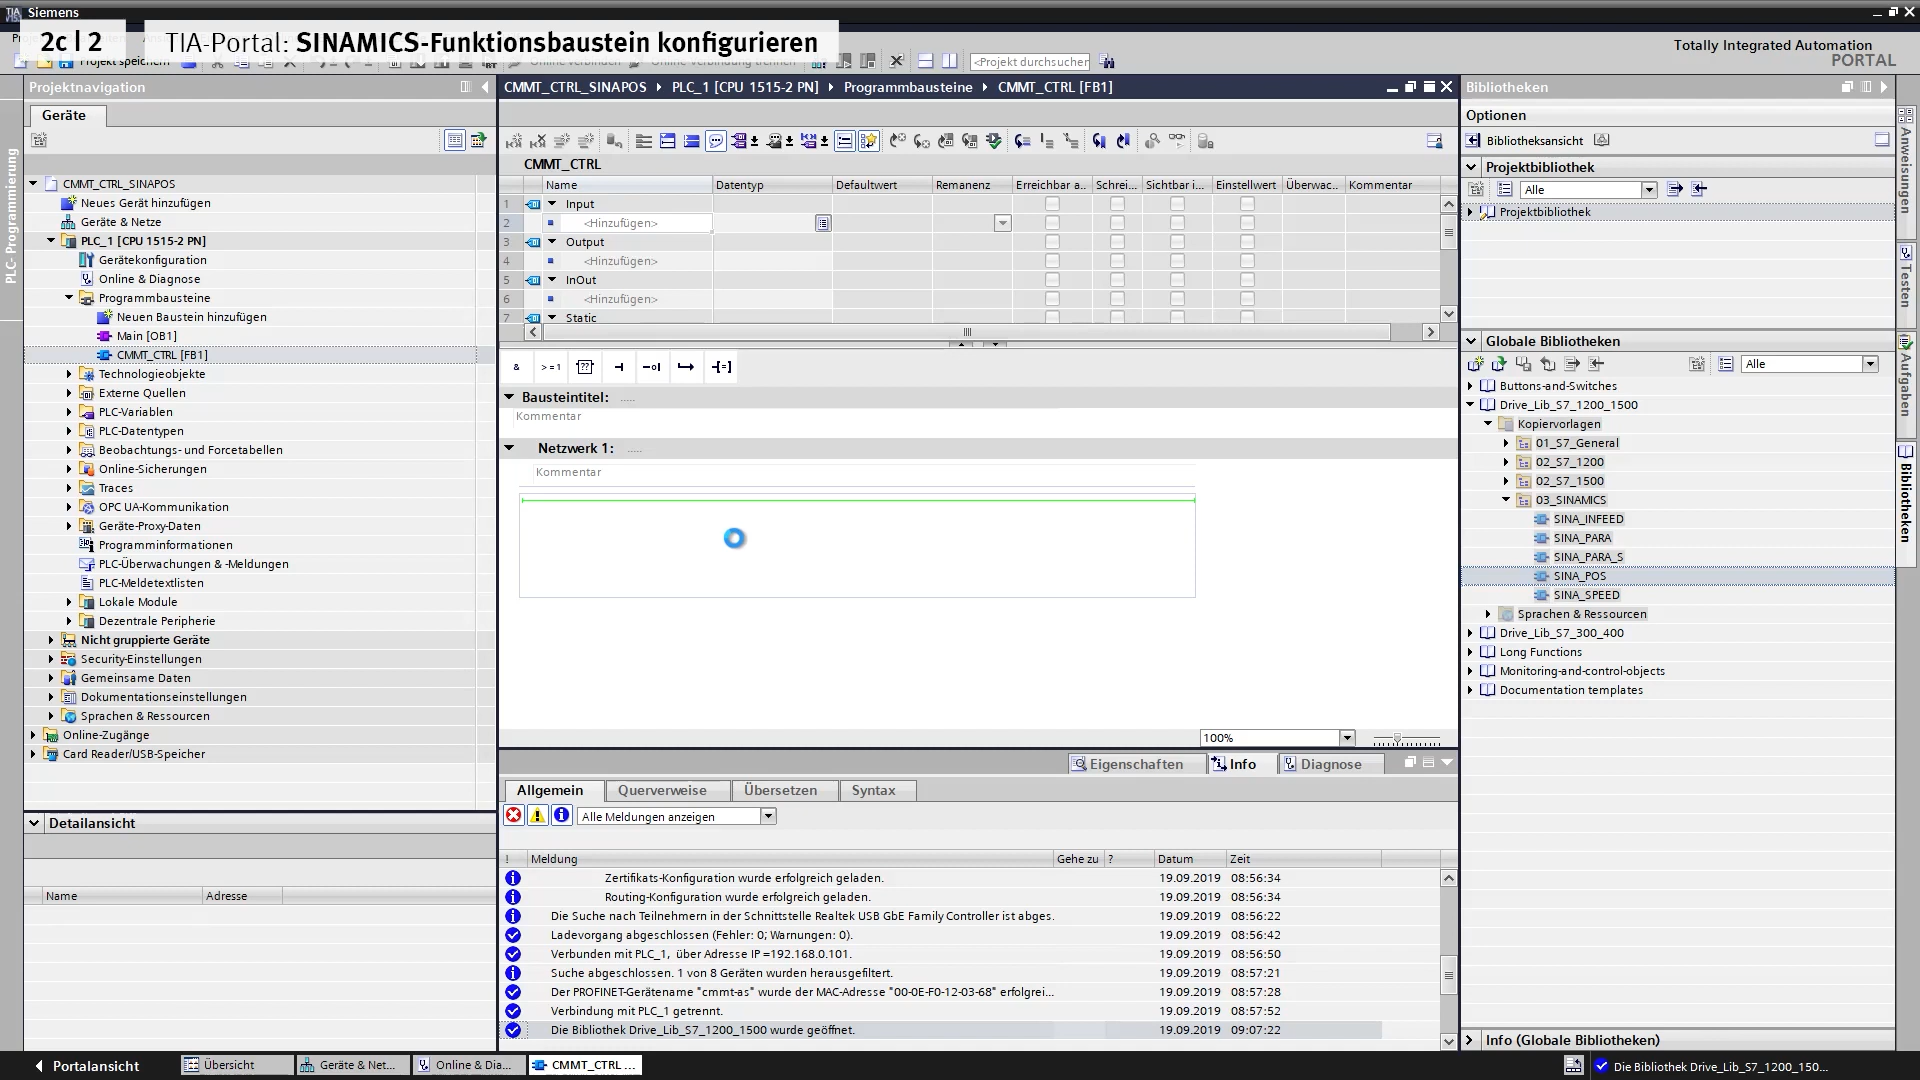 Siemens
2c | 2
TIA-Portal: SINAMICS-Funktionsbaustein konfigurieren
Projekt speichern
<Projekt durchsuchen
Totally Integrated Automation
PORTAL
Projektnavigation
Geräte
CMMT_CTRL_SINAPOS
Neues Gerät hinzufügen
Geräte & Netze
PLC_1 [CPU 1515-2 PN]
Gerätekonfiguration
Online & Diagnose
Programmbausteine
Neuen Baustein hinzufügen
Main [OB1]
CMMT_CTRL [FB1]
Technologieobjekte
Externe Quellen
PLC-Variablen
PLC-Datentypen
Beobachtungs- und Forcetabellen
Online-Sicherungen
Traces
OPC UA-Kommunikation
Geräte-Proxy-Daten
Programminformationen
PLC-Überwachungen & -Meldungen
PLC-Meldetextlisten
Lokale Module
Dezentrale Peripherie
Nicht gruppierte Geräte
Security-Einstellungen
Gemeinsame Daten
Dokumentationseinstellungen
Sprachen & Ressourcen
Online-Zugänge
Card Reader/USB-Speicher
Detailansicht
Name Adresse
PLC- Programmierung
CMMT_CTRL_SINAPOS PLC_1 [CPU 1515-2 PN] Programmbausteine CMMT_CTRL [FB1]
CMMT_CTRL
Name Datentyp Defaultwert Remanenz Erreichbar a.. Schrei... Sichtbar i... Einstellwert Überwac... Kommentar
1 Input
2 <Hinzufügen>
3 Output
4 <Hinzufügen>
5 InOut
6 <Hinzufügen>
7 Static
& >=1 ?? -[=]
Bausteintitel: .....
Kommentar
Netzwerk 1: .....
Kommentar
100%
Eigenschaften Info Diagnose
Allgemein Querverweise Übersetzen Syntax
Alle Meldungen anzeigen
! Meldung Gehe zu ? Datum Zeit
Zertifikats-Konfiguration wurde erfolgreich geladen. 19.09.2019 08:56:34
Routing-Konfiguration wurde erfolgreich geladen. 19.09.2019 08:56:34
Die Suche nach Teilnehmern in der Schnittstelle Realtek USB GbE Family Controller ist abges. 19.09.2019 08:56:22
Ladevorgang abgeschlossen (Fehler: 0; Warnungen: 0). 19.09.2019 08:56:42
Verbunden mit PLC_1, über Adresse IP =192.168.0.101. 19.09.2019 08:56:50
Suche abgeschlossen. 1 von 8 Geräten wurden herausgefiltert. 19.09.2019 08:57:21
Der PROFINET-Gerätename "cmmt-as" wurde der MAC-Adresse "00-0E-F0-12-03-68" erfolgrei... 19.09.2019 08:57:28
Verbindung mit PLC_1 getrennt. 19.09.2019 08:57:52
Die Bibliothek Drive_Lib_S7_1200_1500 wurde geöffnet. 19.09.2019 09:07:22
Bibliotheken
Optionen
Bibliotheksansicht
Projektbibliothek
Alle
Projektbibliothek
Globale Bibliotheken
Alle
Buttons-and-Switches
Drive_Lib_S7_1200_1500
Kopiervorlagen
01_S7_General
02_S7_1200
02_S7_1500
03_SINAMICS
SINA_INFEED
SINA_PARA
SINA_PARA_S
SINA_POS
SINA_SPEED
Sprachen & Ressourcen
Drive_Lib_S7_300_400
Long Functions
Monitoring-and-control-objects
Documentation templates
Info (Globale Bibliotheken)
Anweisungen
Testen
Aufgaben
Bibliotheken
Portalansicht Übersicht Geräte & Net... Online & Dia... CMMT_CTRL ... Die Bibliothek Drive_Lib_S7_1200_150...